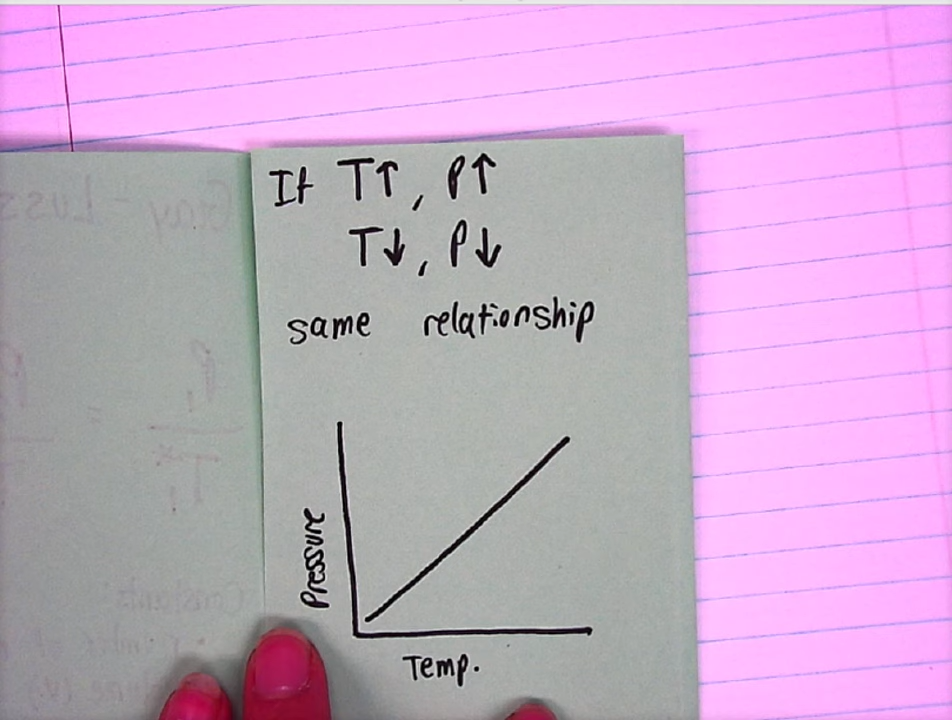 If T↑, P↑
T↓, P↓
same relationship
Pressure
Temp.